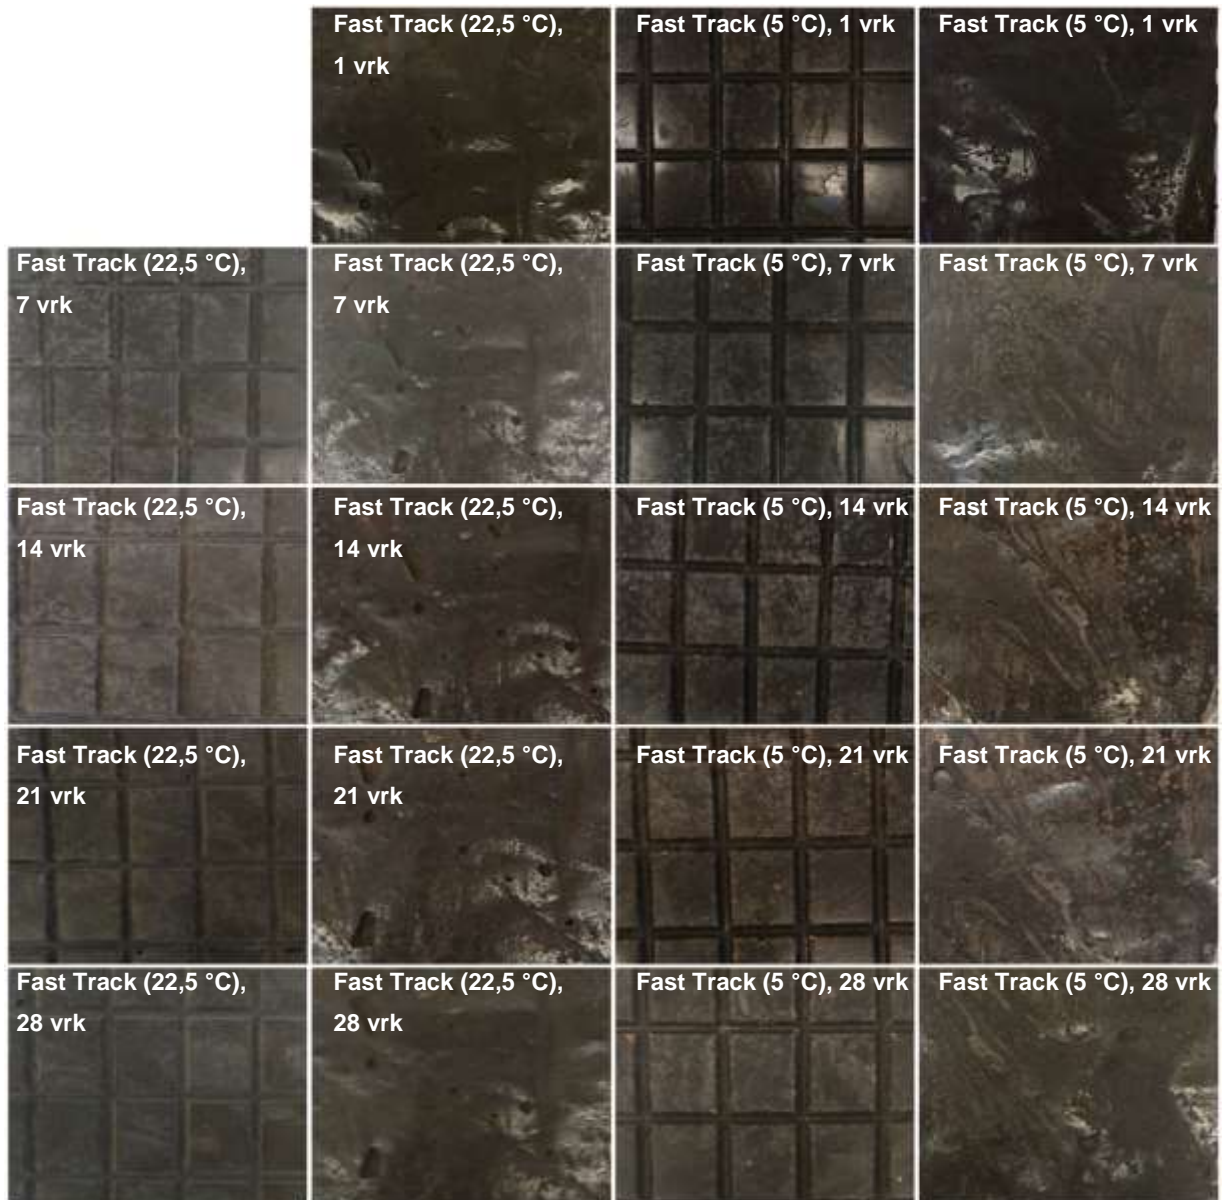 Fast Track (22,5 °C),
1 vrk
Fast Track (5 °C), 1 vrk
Fast Track (5 °C), 1 vrk
Fast Track (22,5 °C),
7 vrk
Fast Track (22,5 °C),
7 vrk
Fast Track (5 °C), 7 vrk
Fast Track (5 °C), 7 vrk
Fast Track (22,5 °C),
14 vrk
Fast Track (22,5 °C),
14 vrk
Fast Track (5 °C), 14 vrk
Fast Track (5 °C), 14 vrk
Fast Track (22,5 °C),
21 vrk
Fast Track (22,5 °C),
21 vrk
Fast Track (5 °C), 21 vrk
Fast Track (5 °C), 21 vrk
Fast Track (22,5 °C),
28 vrk
Fast Track (22,5 °C),
28 vrk
Fast Track (5 °C), 28 vrk
Fast Track (5 °C), 28 vrk